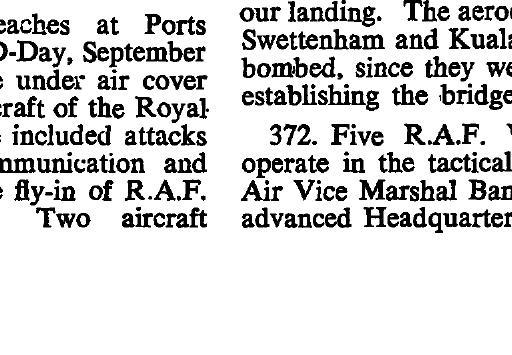 eaches at Ports
D-Day, September
under air cover
craft of the Royal
included attacks
mmunication and
fly-in of R.A.F.
Two aircraft
our landing. The aero
Swettenham and Kuala
bombed, since they we
establishing the bridge
372. Five R.A.F.
operate in the tactical
Air Vice Marshal Ban
advanced Headquarter